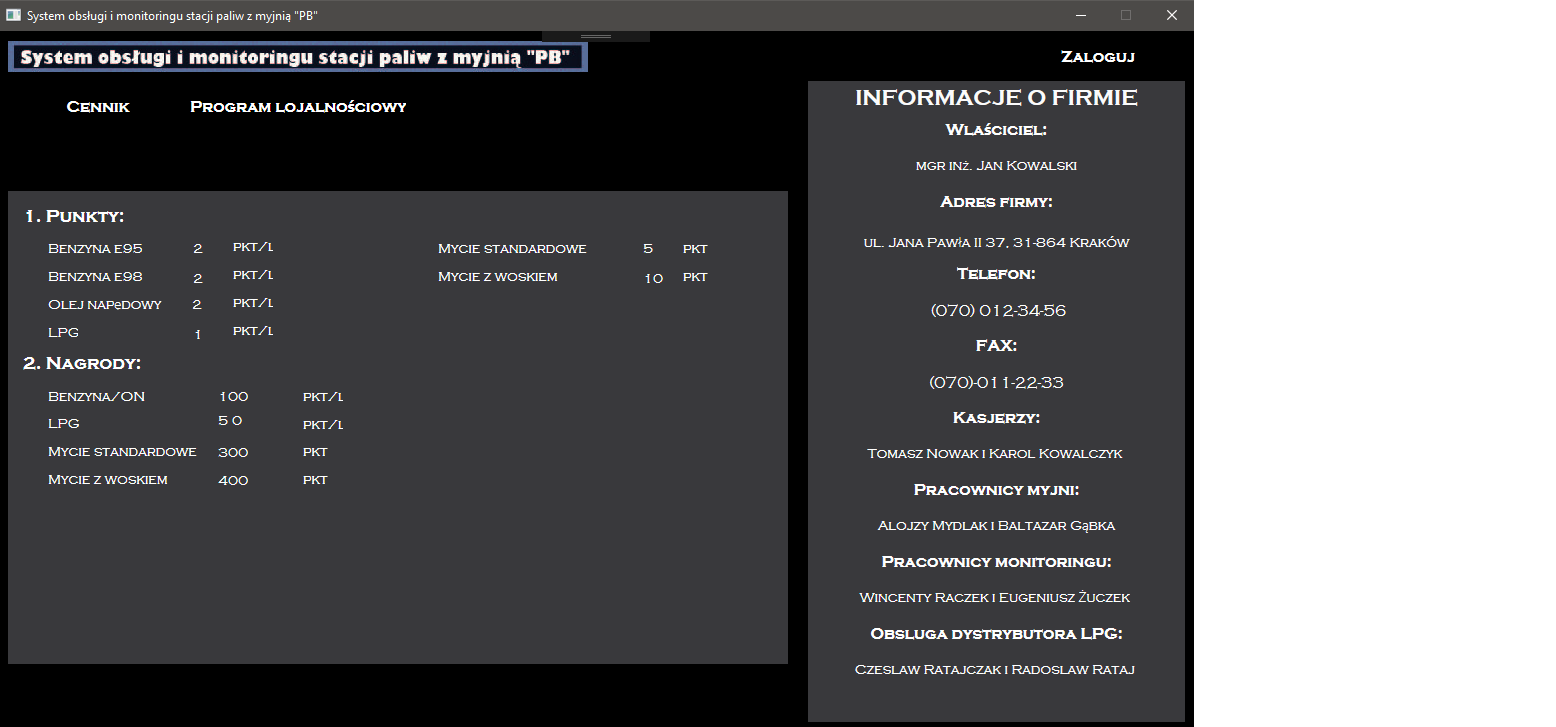 System obsługi i monitoringu stacji paliw z myjnią "PB"
System obsługi i monitoringu stacji paliw z myjnią "PB"
Zaloguj
Cennik Program lojalnościowy
1. Punkty:
Benzyna e95 2 pkt/l Mycie standardowe 5 pkt
Benzyna e98 2 pkt/l Mycie z woskiem 10 pkt
Olej napędowy 2 pkt/l
LPG 1 pkt/l
2. Nagrody:
Benzyna/ON 100 pkt/l
LPG 50 pkt/l
Mycie standardowe 300 pkt
Mycie z woskiem 400 pkt
INFORMACJE O FIRMIE
Wlaściciel:
mgr inż. Jan Kowalski
Adres firmy:
ul. Jana Pawła II 37, 31-864 Kraków
Telefon:
(070) 012-34-56
FAX:
(070)-011-22-33
Kasjerzy:
Tomasz Nowak i Karol Kowalczyk
Pracownicy myjni:
Alojzy Mydlak i Baltazar Gąbka
Pracownicy monitoringu:
Wincenty Raczek i Eugeniusz Żuczek
Obsluga dystrybutora LPG:
Czeslaw Ratajczak i Radoslaw Rataj